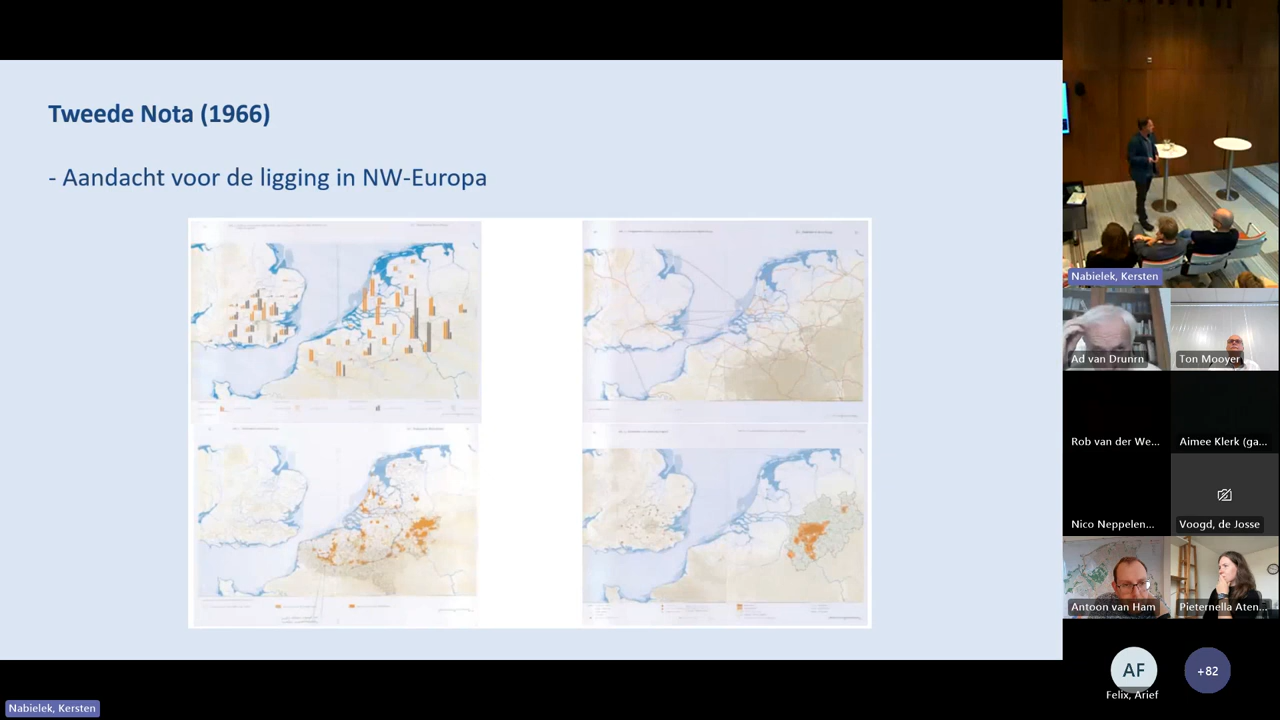 Tweede Nota (1966)
- Aandacht voor de ligging in NW-Europa
Nabielek, Kersten
Ad van Drunrn
Ton Mooyer
Rob van der We...
Aimee Klerk (ga...
Nico Neppelen...
Voogd, de Josse
Antoon van Ham
Pieternella Aten...
AF
+82
Felix, Arief
Nabielek, Kersten